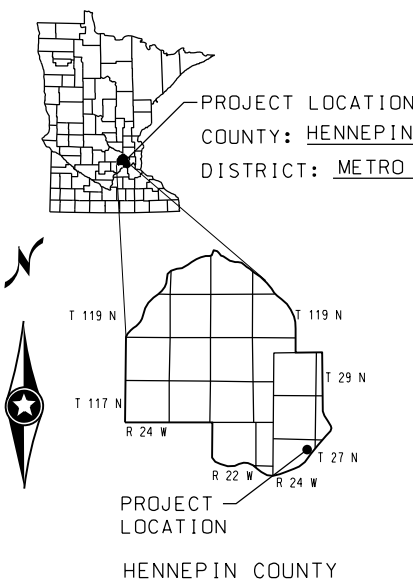 PROJECT LOCATION
COUNTY: HENNEPIN
DISTRICT: METRO
N
T 119 N
T 119 N
T 29 N
T 117 N
R 24 W
T 27 N
R 22 W
R 24 W
PROJECT
LOCATION
HENNEPIN COUNTY